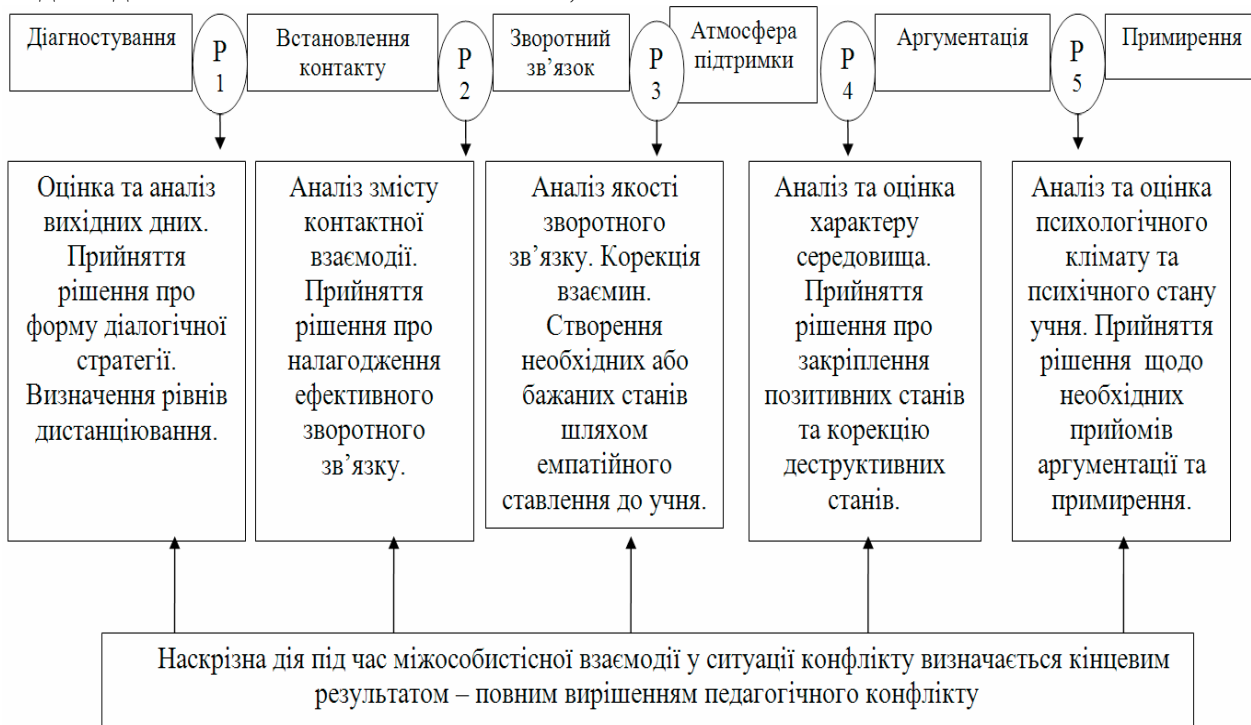 Діагностування
Р
1
Встановлення
контакту
Р
2
Зворотний
зв’язок
Р
3
Атмосфера
підтримки
Р
4
Аргументація
Р
5
Примирення
Оцінка та аналіз
вихідних дних.
Прийняття
рішення про
форму діалогічної
стратегії.
Визначення рівнів
дистанціювання.
Аналіз змісту
контактної
взаємодії.
Прийняття
рішення про
налагодження
ефективного
зворотного
зв’язку.
Аналіз якості
зворотного
зв’язку. Корекція
взаємин.
Створення
необхідних або
бажаних станів
шляхом
емпатійного
ставлення до учня.
Аналіз та оцінка
характеру
середовища.
Прийняття
рішення про
закріплення
позитивних станів
та корекцію
деструктивних
станів.
Аналіз та оцінка
психологічного
клімату та
психічного стану
учня. Прийняття
рішення щодо
необхідних
прийомів
аргументації та
примирення.
Наскрізна дія під час міжособистісної взаємодії у ситуації конфлікту визначається кінцевим
результатом – повним вирішенням педагогічного конфлікту